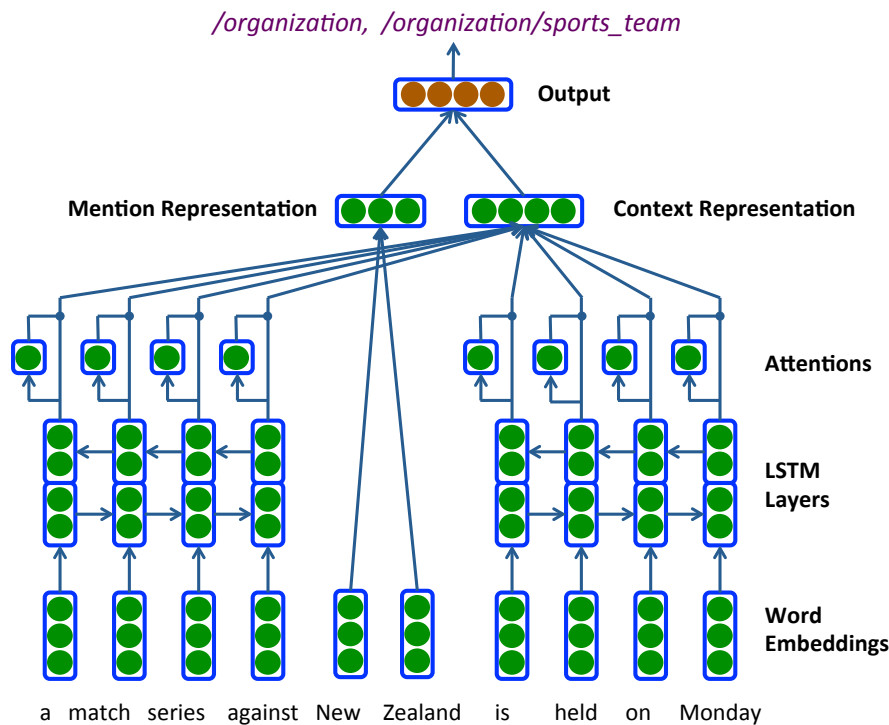 /organization, /organization/sports_team
Output
Mention Representation
Context Representation
Attentions
LSTM
Layers
Word
Embeddings
a match series against New Zealand is held on Monday